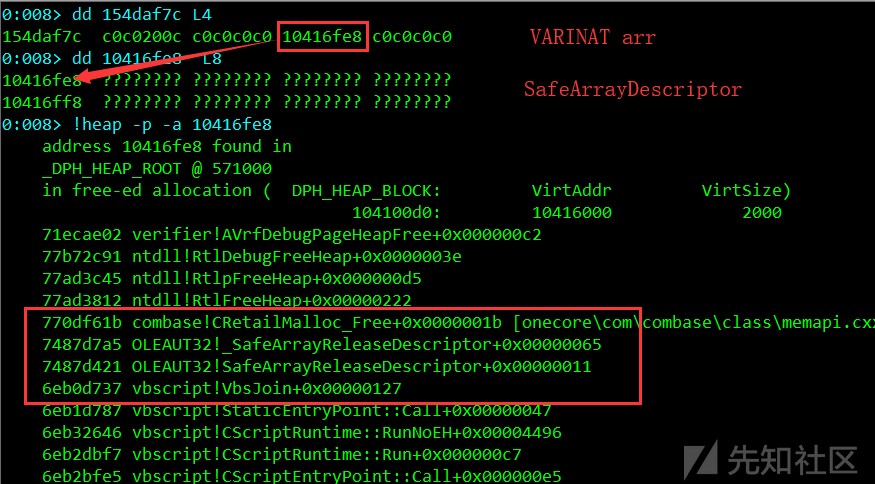 0:008> dd 154daf7c L4
154daf7c  c0c0200c c0c0c0c0 10416fe8 c0c0c0c0 VARINAT arr
0:008> dd 10416fe8  L8
10416fe8  ???????? ???????? ???????? ???????? SafeArrayDescriptor
10416ff8  ???????? ???????? ???????? ????????
0:008> !heap -p -a 10416fe8
address 10416fe8 found in
_DPH_HEAP_ROOT @ 571000
in free-ed allocation (  DPH_HEAP_BLOCK:         VirtAddr         VirtSize)
104100d0:         10416000             2000
71ecae02 verifier!AVrfDebugPageHeapFree+0x000000c2
77b72c91 ntdll!RtlDebugFreeHeap+0x0000003e
77ad3c45 ntdll!RtlpFreeHeap+0x000000d5
77ad3812 ntdll!RtlFreeHeap+0x00000222
770df61b combase!CRetailMalloc_Free+0x0000001b [onecore\com\combase\class\memapi.cxx
7487d7a5 OLEAUT32!_SafeArrayReleaseDescriptor+0x00000065
7487d421 OLEAUT32!SafeArrayReleaseDescriptor+0x00000011
6eb0d737 vbscript!VbsJoin+0x00000127
6eb1d787 vbscript!StaticEntryPoint::Call+0x00000047
6eb32646 vbscript!CScriptRuntime::RunNoEH+0x00004496
6eb2dbf7 vbscript!CScriptRuntime::Run+0x000000c7
6eb2bfe5 vbscript!CScriptEntryPoint::Call+0x000000e5
先知社区